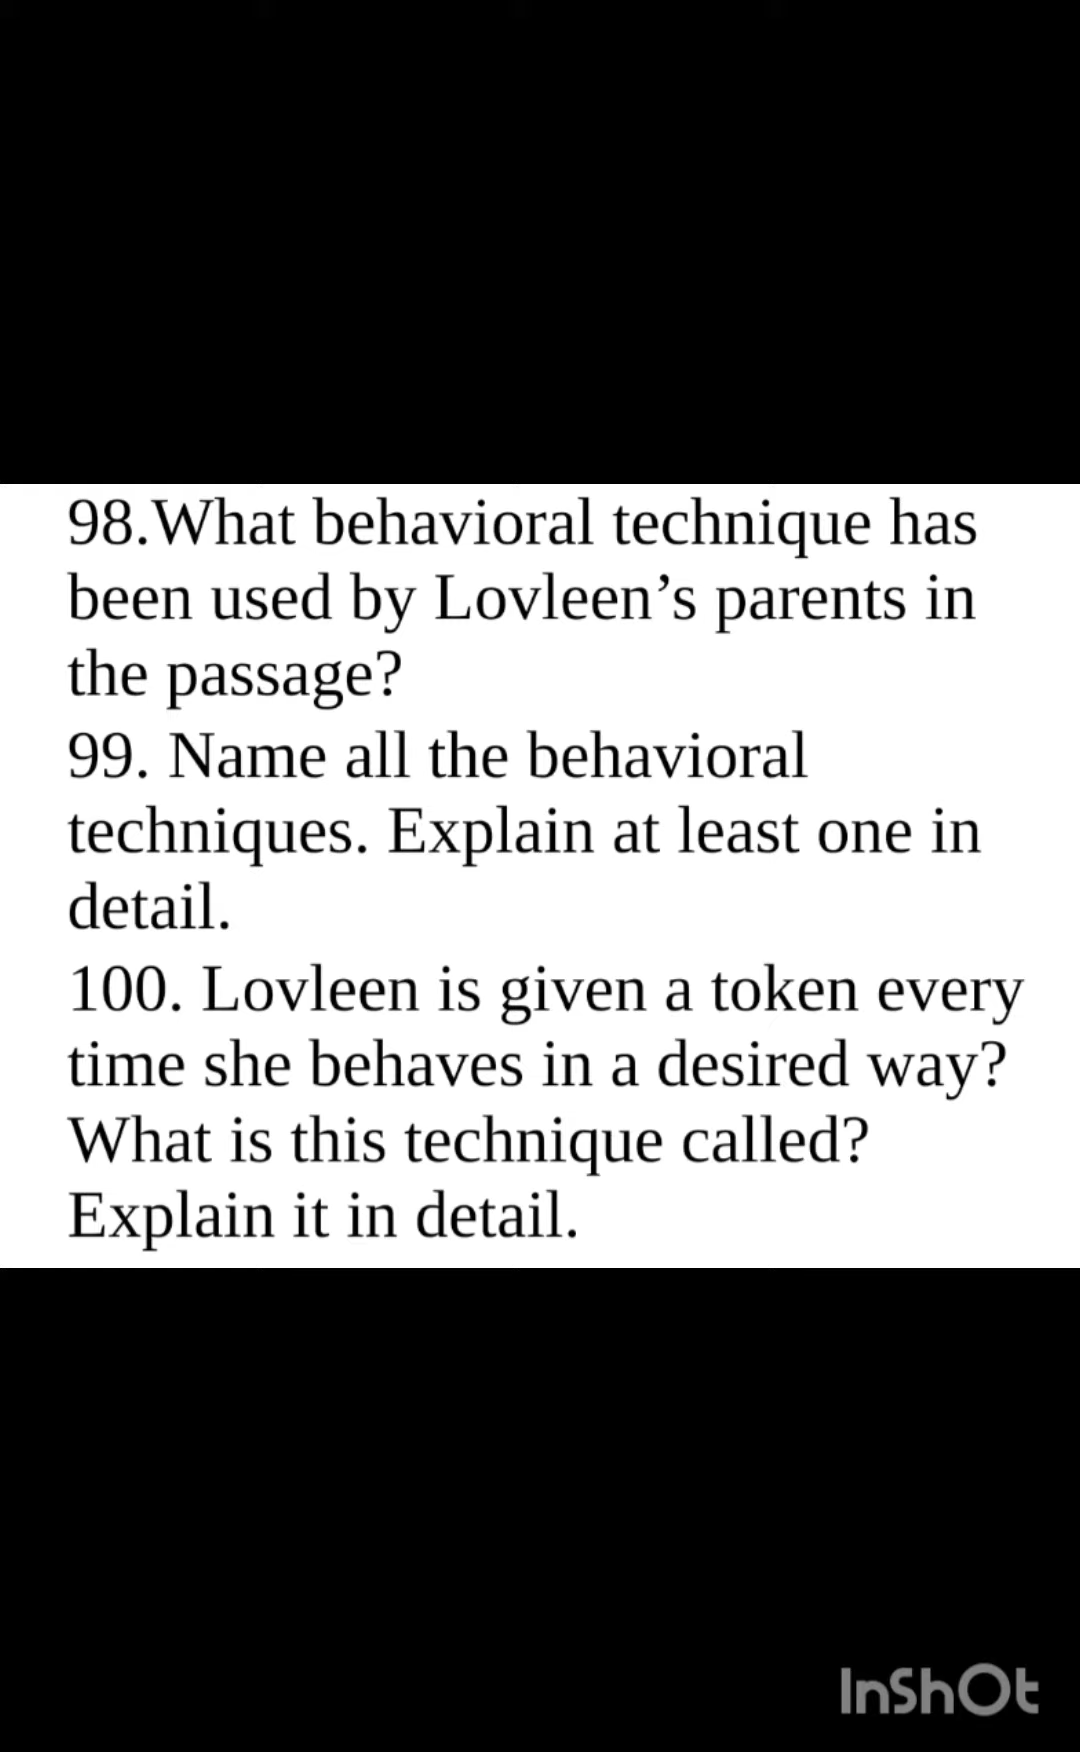 98.What behavioral technique has
been used by Lovleen’s parents in
the passage?
99. Name all the behavioral
techniques. Explain at least one in
detail.
100. Lovleen is given a token every
time she behaves in a desired way?
What is this technique called?
Explain it in detail.
InShOt